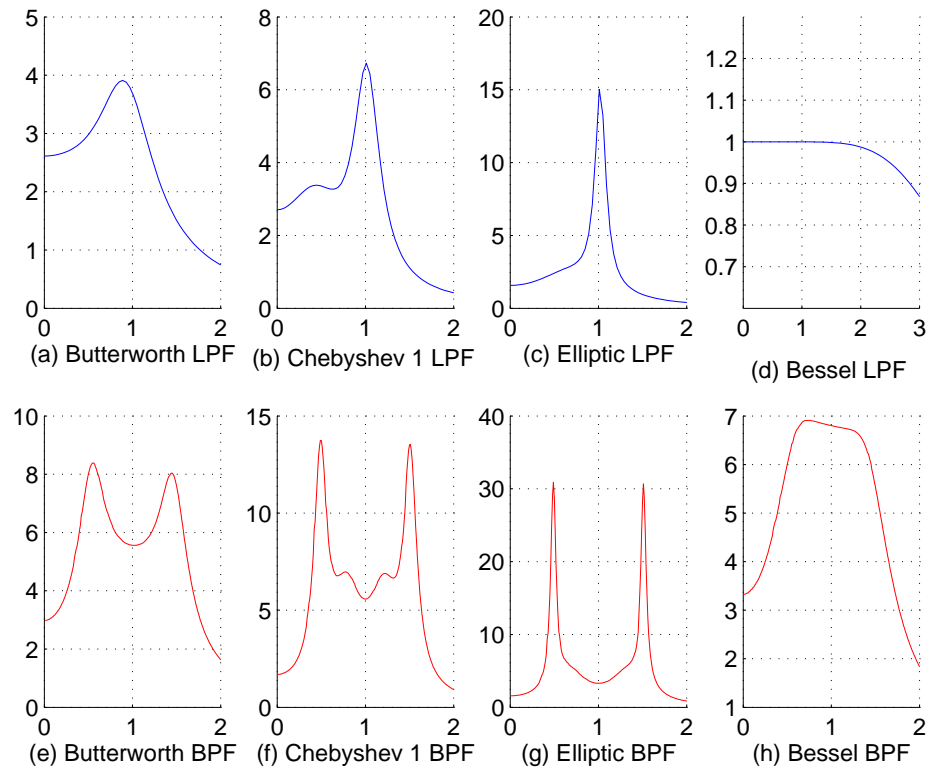 5
4
3
2
1
0
0 1 2
(a) Butterworth LPF
8
6
4
2
0
0 1 2
(b) Chebyshev 1 LPF
20
15
10
5
0
0 1 2
(c) Elliptic LPF
1.2
1.1
1
0.9
0.8
0.7
0 1 2 3
(d) Bessel LPF
10
8
6
4
2
0
0 1 2
(e) Butterworth BPF
15
10
5
0
0 1 2
(f) Chebyshev 1 BPF
40
30
20
10
0
0 1 2
(g) Elliptic BPF
7
6
5
4
3
2
1
0 1 2
(h) Bessel BPF